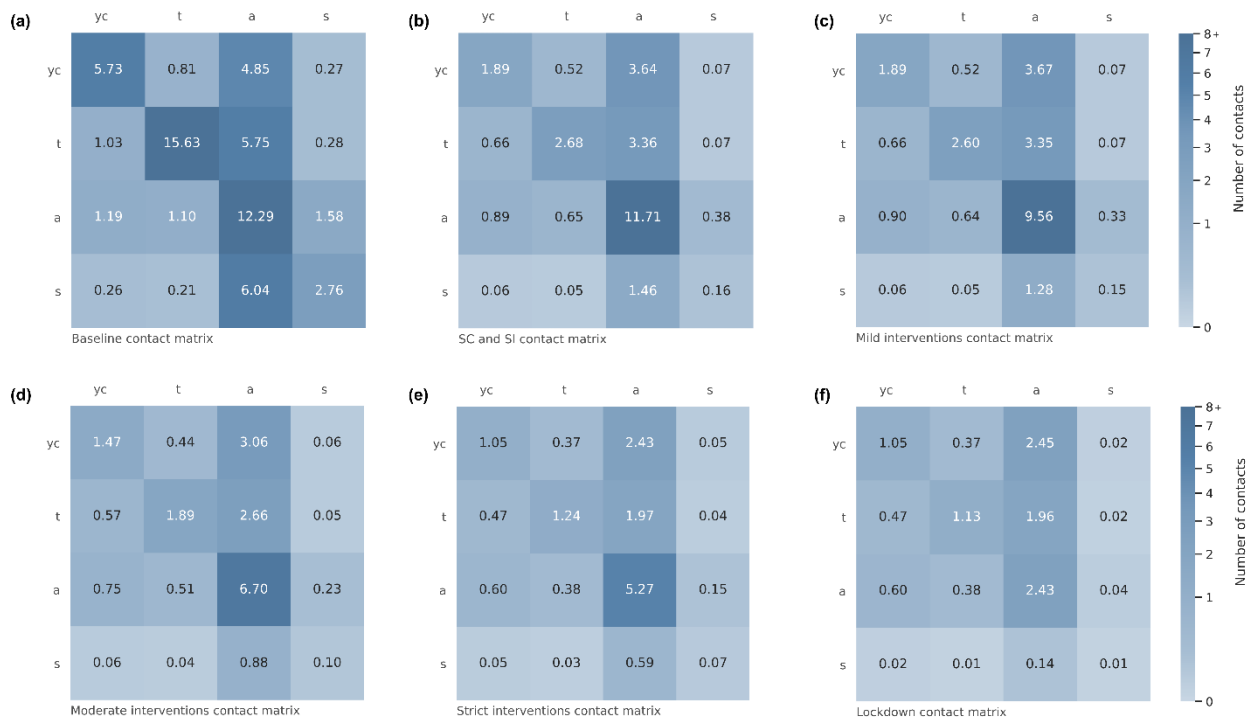 (a) yc t a s
yc 5.73 0.81 4.85 0.27
t 1.03 15.63 5.75 0.28
a 1.19 1.10 12.29 1.58
s 0.26 0.21 6.04 2.76
Baseline contact matrix
(b) yc t a s
1.89 0.52 3.64 0.07
0.66 2.68 3.36 0.07
0.89 0.65 11.71 0.38
0.06 0.05 1.46 0.16
SC and SI contact matrix
(c) yc t a s
1.89 0.52 3.67 0.07
0.66 2.60 3.35 0.07
0.90 0.64 9.56 0.33
0.06 0.05 1.28 0.15
Mild interventions contact matrix
8+
7
6
5
4
3
2
1
0
Number of contacts
(d) yc t a s
yc 1.47 0.44 3.06 0.06
t 0.57 1.89 2.66 0.05
a 0.75 0.51 6.70 0.23
s 0.06 0.04 0.88 0.10
Moderate interventions contact matrix
(e) yc t a s
yc 1.05 0.37 2.43 0.05
t 0.47 1.24 1.97 0.04
a 0.60 0.38 5.27 0.15
s 0.05 0.03 0.59 0.07
Strict interventions contact matrix
(f) yc t a s
yc 1.05 0.37 2.45 0.02
t 0.47 1.13 1.96 0.02
a 0.60 0.38 2.43 0.04
s 0.02 0.01 0.14 0.01
Lockdown contact matrix
8+
7
6
5
4
3
2
1
0
Number of contacts